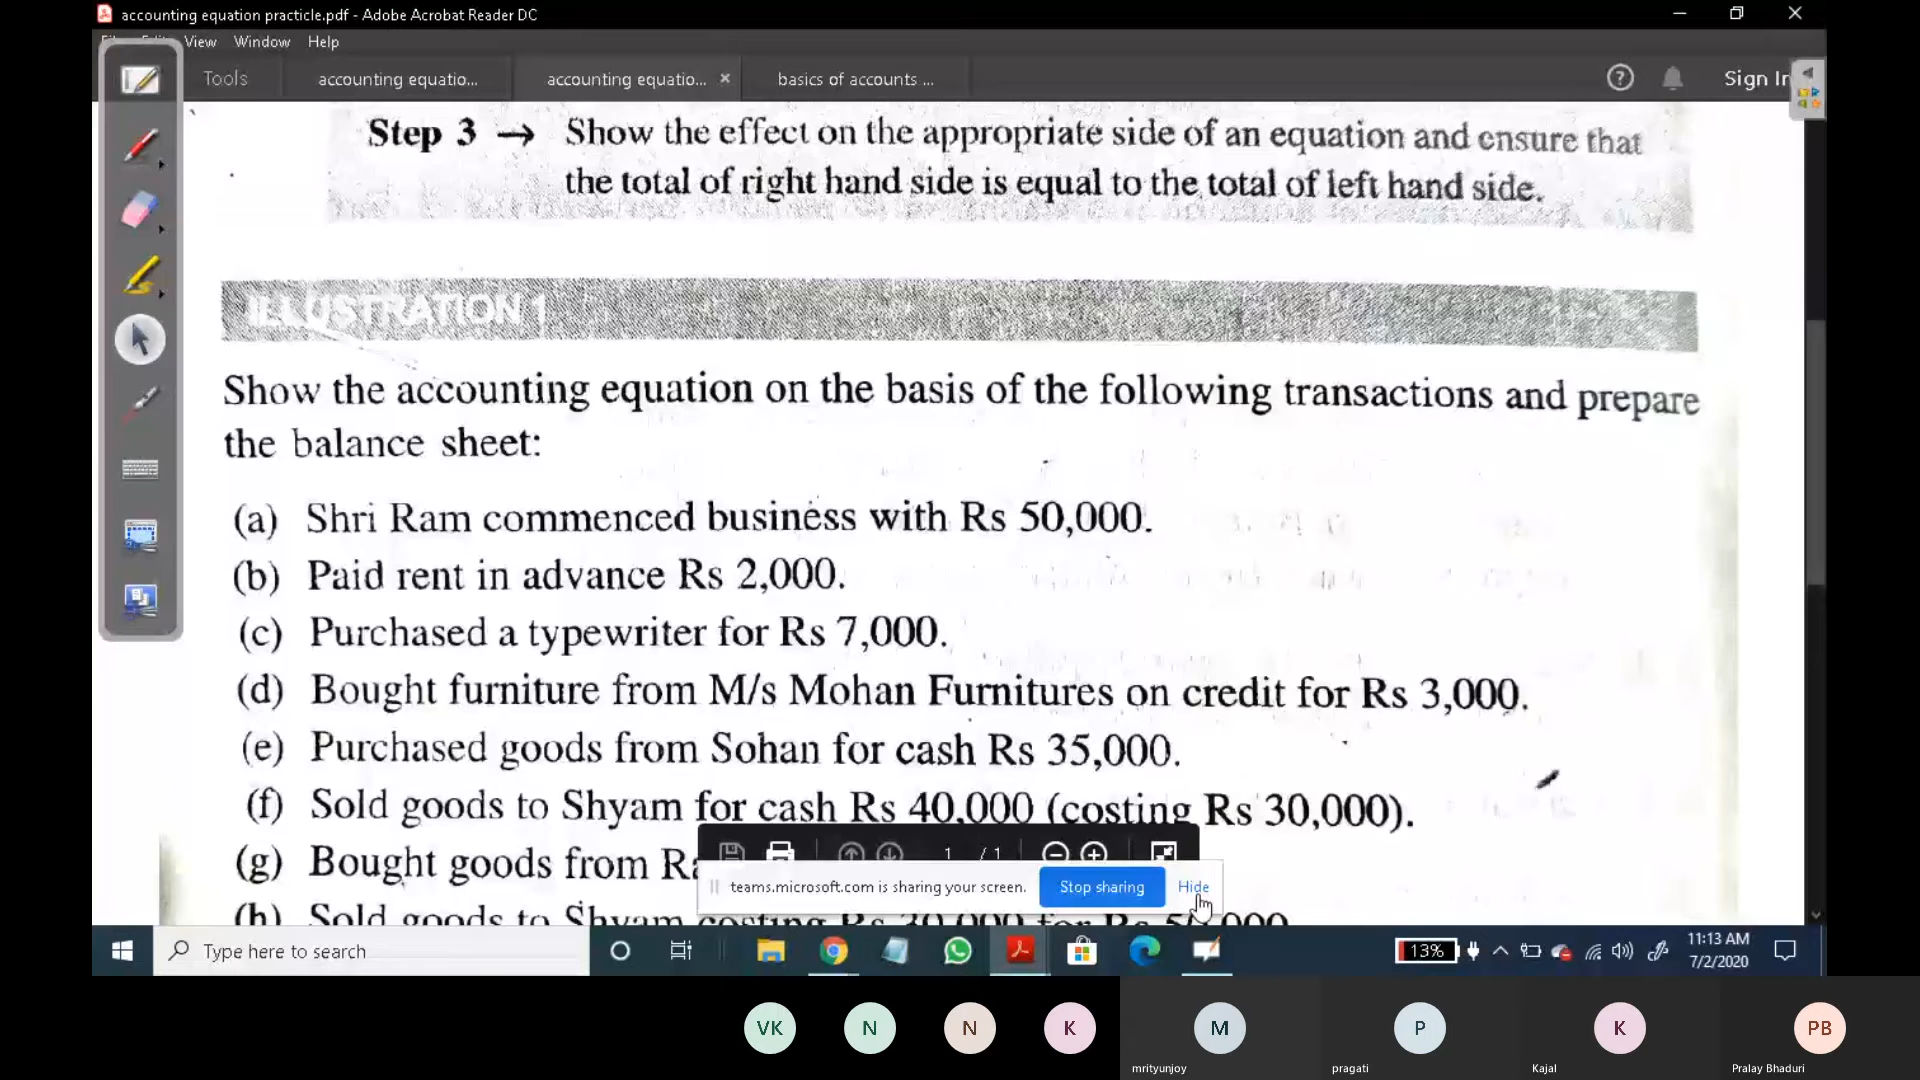 accounting equation practicle.pdf - Adobe Acrobat Reader DC
View Window Help
Tools accounting equatio... accounting equatio... × basics of accounts ... Sign In
Step 3 → Show the effect on the appropriate side of an equation and ensure that
the total of right hand side is equal to the total of left hand side.
ILLUSTRATION 1
Show the accounting equation on the basis of the following transactions and prepare
the balance sheet:
(a) Shri Ram commenced business with Rs 50,000.
(b) Paid rent in advance Rs 2,000.
(c) Purchased a typewriter for Rs 7,000.
(d) Bought furniture from M/s Mohan Furnitures on credit for Rs 3,000.
(e) Purchased goods from Sohan for cash Rs 35,000.
(f) Sold goods to Shyam for cash Rs 40,000 (costing Rs 30,000).
(g) Bought goods from
1 / 1
teams.microsoft.com is sharing your screen. Stop sharing Hide
(h) Sold goods to Shyam costing Rs
Type here to search
13%
11:13 AM
7/2/2020
VK N N K M P K PB
mrityunjoy pragati Kajal Pralay Bhaduri